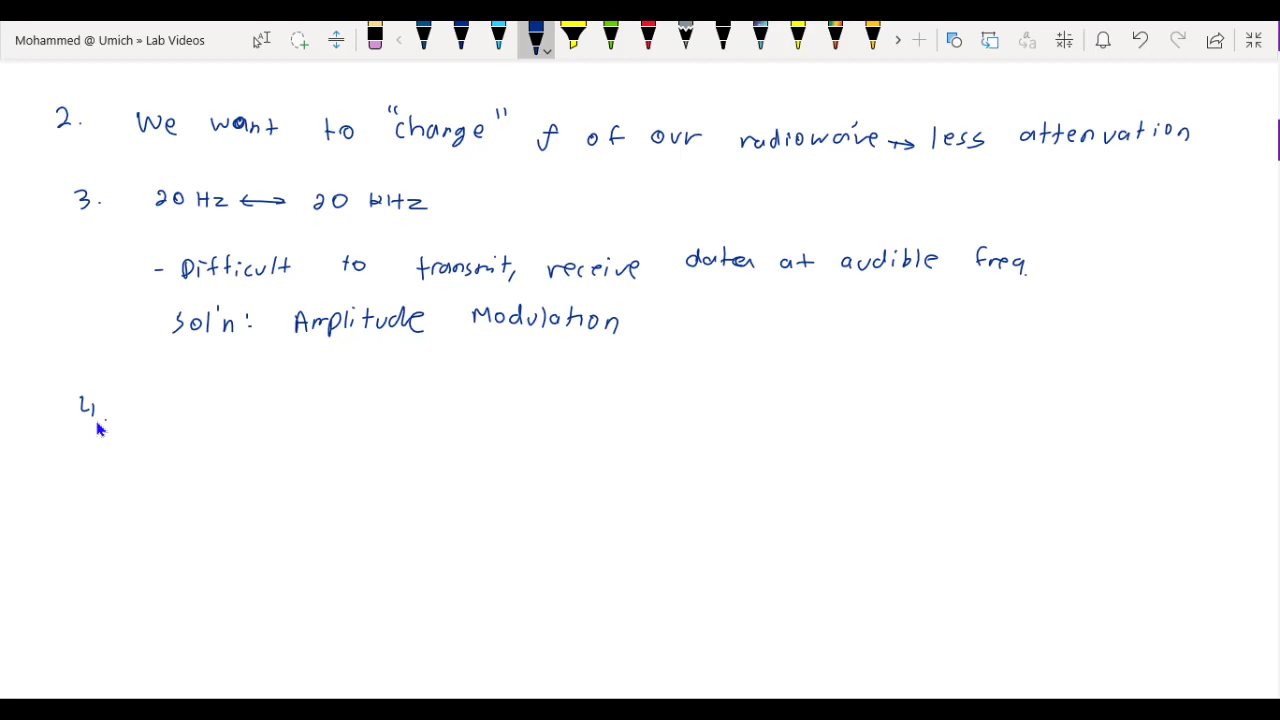 Mohammed @ Umich » Lab Videos
2. We want to "change" f of our radiowave → less attenuation
3. 20 Hz ↔ 20 kHz
- Difficult to transmit, receive data at audible freq.
Sol'n: Amplitude Modulation
4.